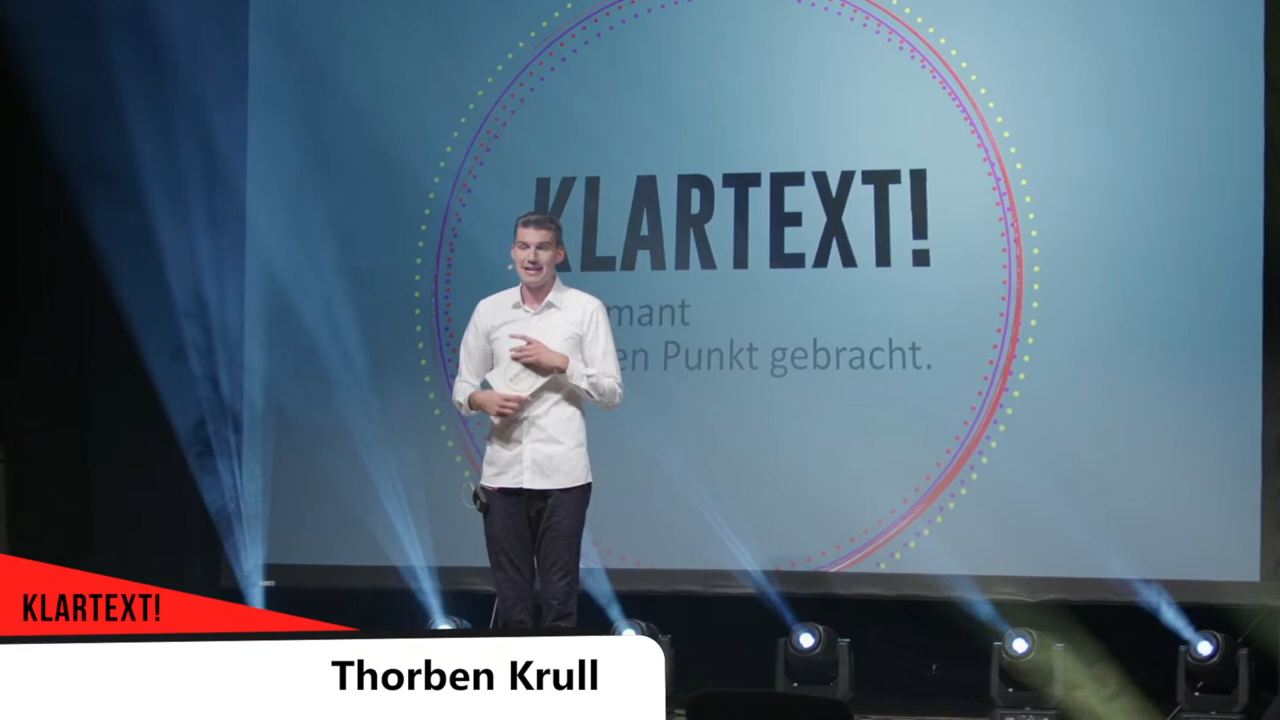 KLARTEXT!
mant
en Punkt gebracht.
KLARTEXT!
Thorben Krull